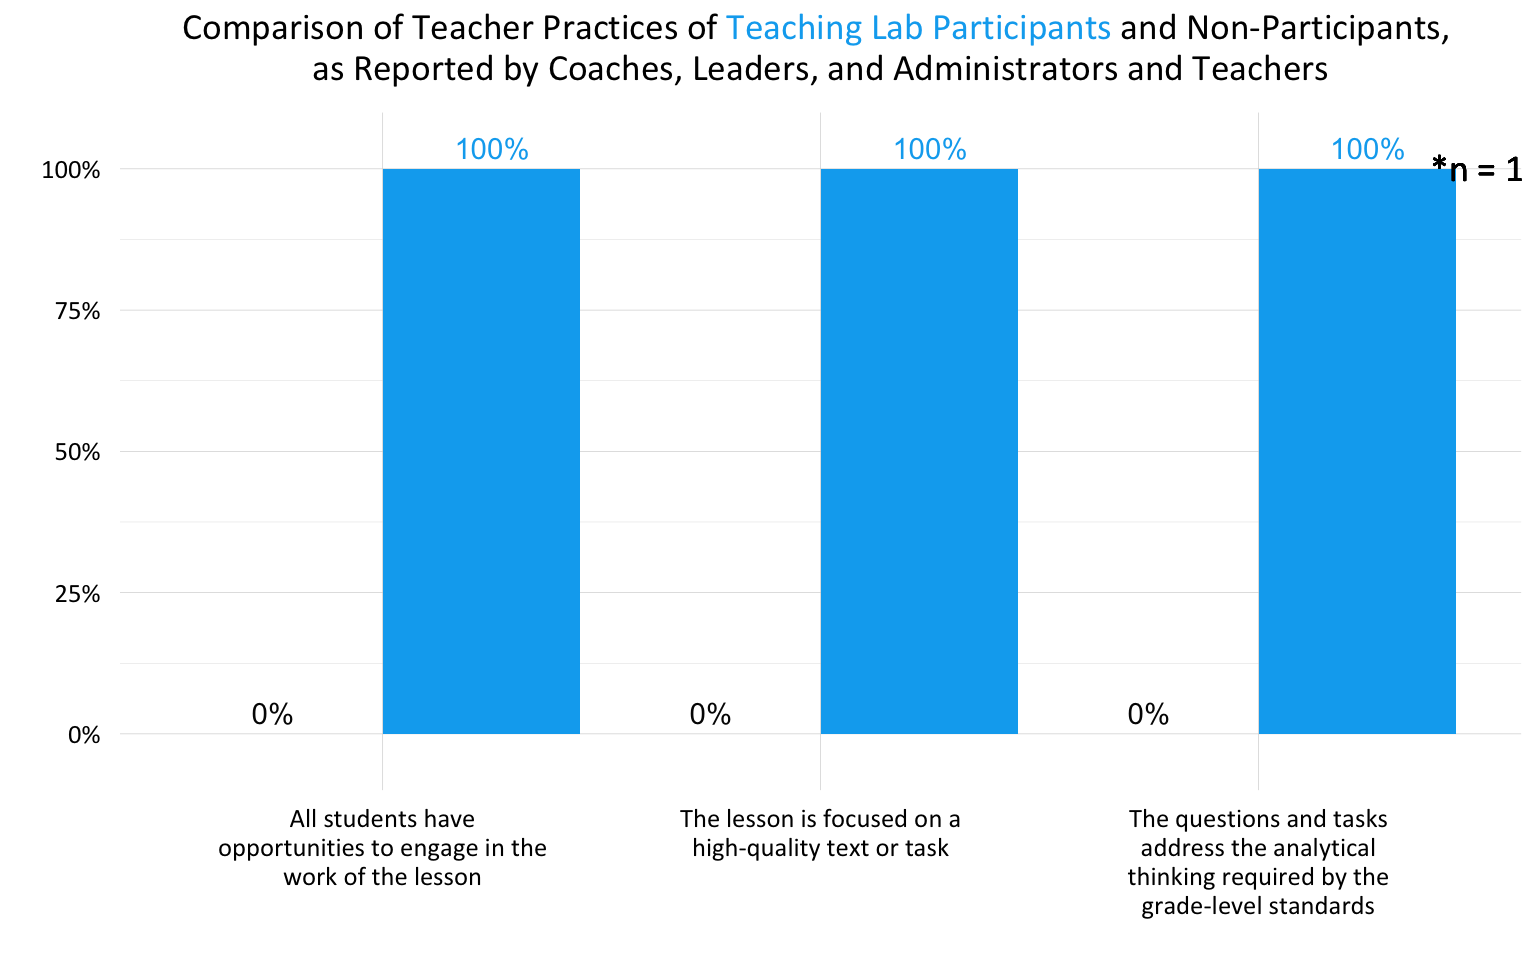 Comparison of Teacher Practices of Teaching Lab Participants and Non-Participants,
as Reported by Coaches, Leaders, and Administrators and Teachers
100%
100%
100%
*n = 1
100%
75%
50%
25%
0%
0%
0%
0%
All students have
opportunities to engage in the
work of the lesson
The lesson is focused on a
high-quality text or task
The questions and tasks
address the analytical
thinking required by the
grade-level standards